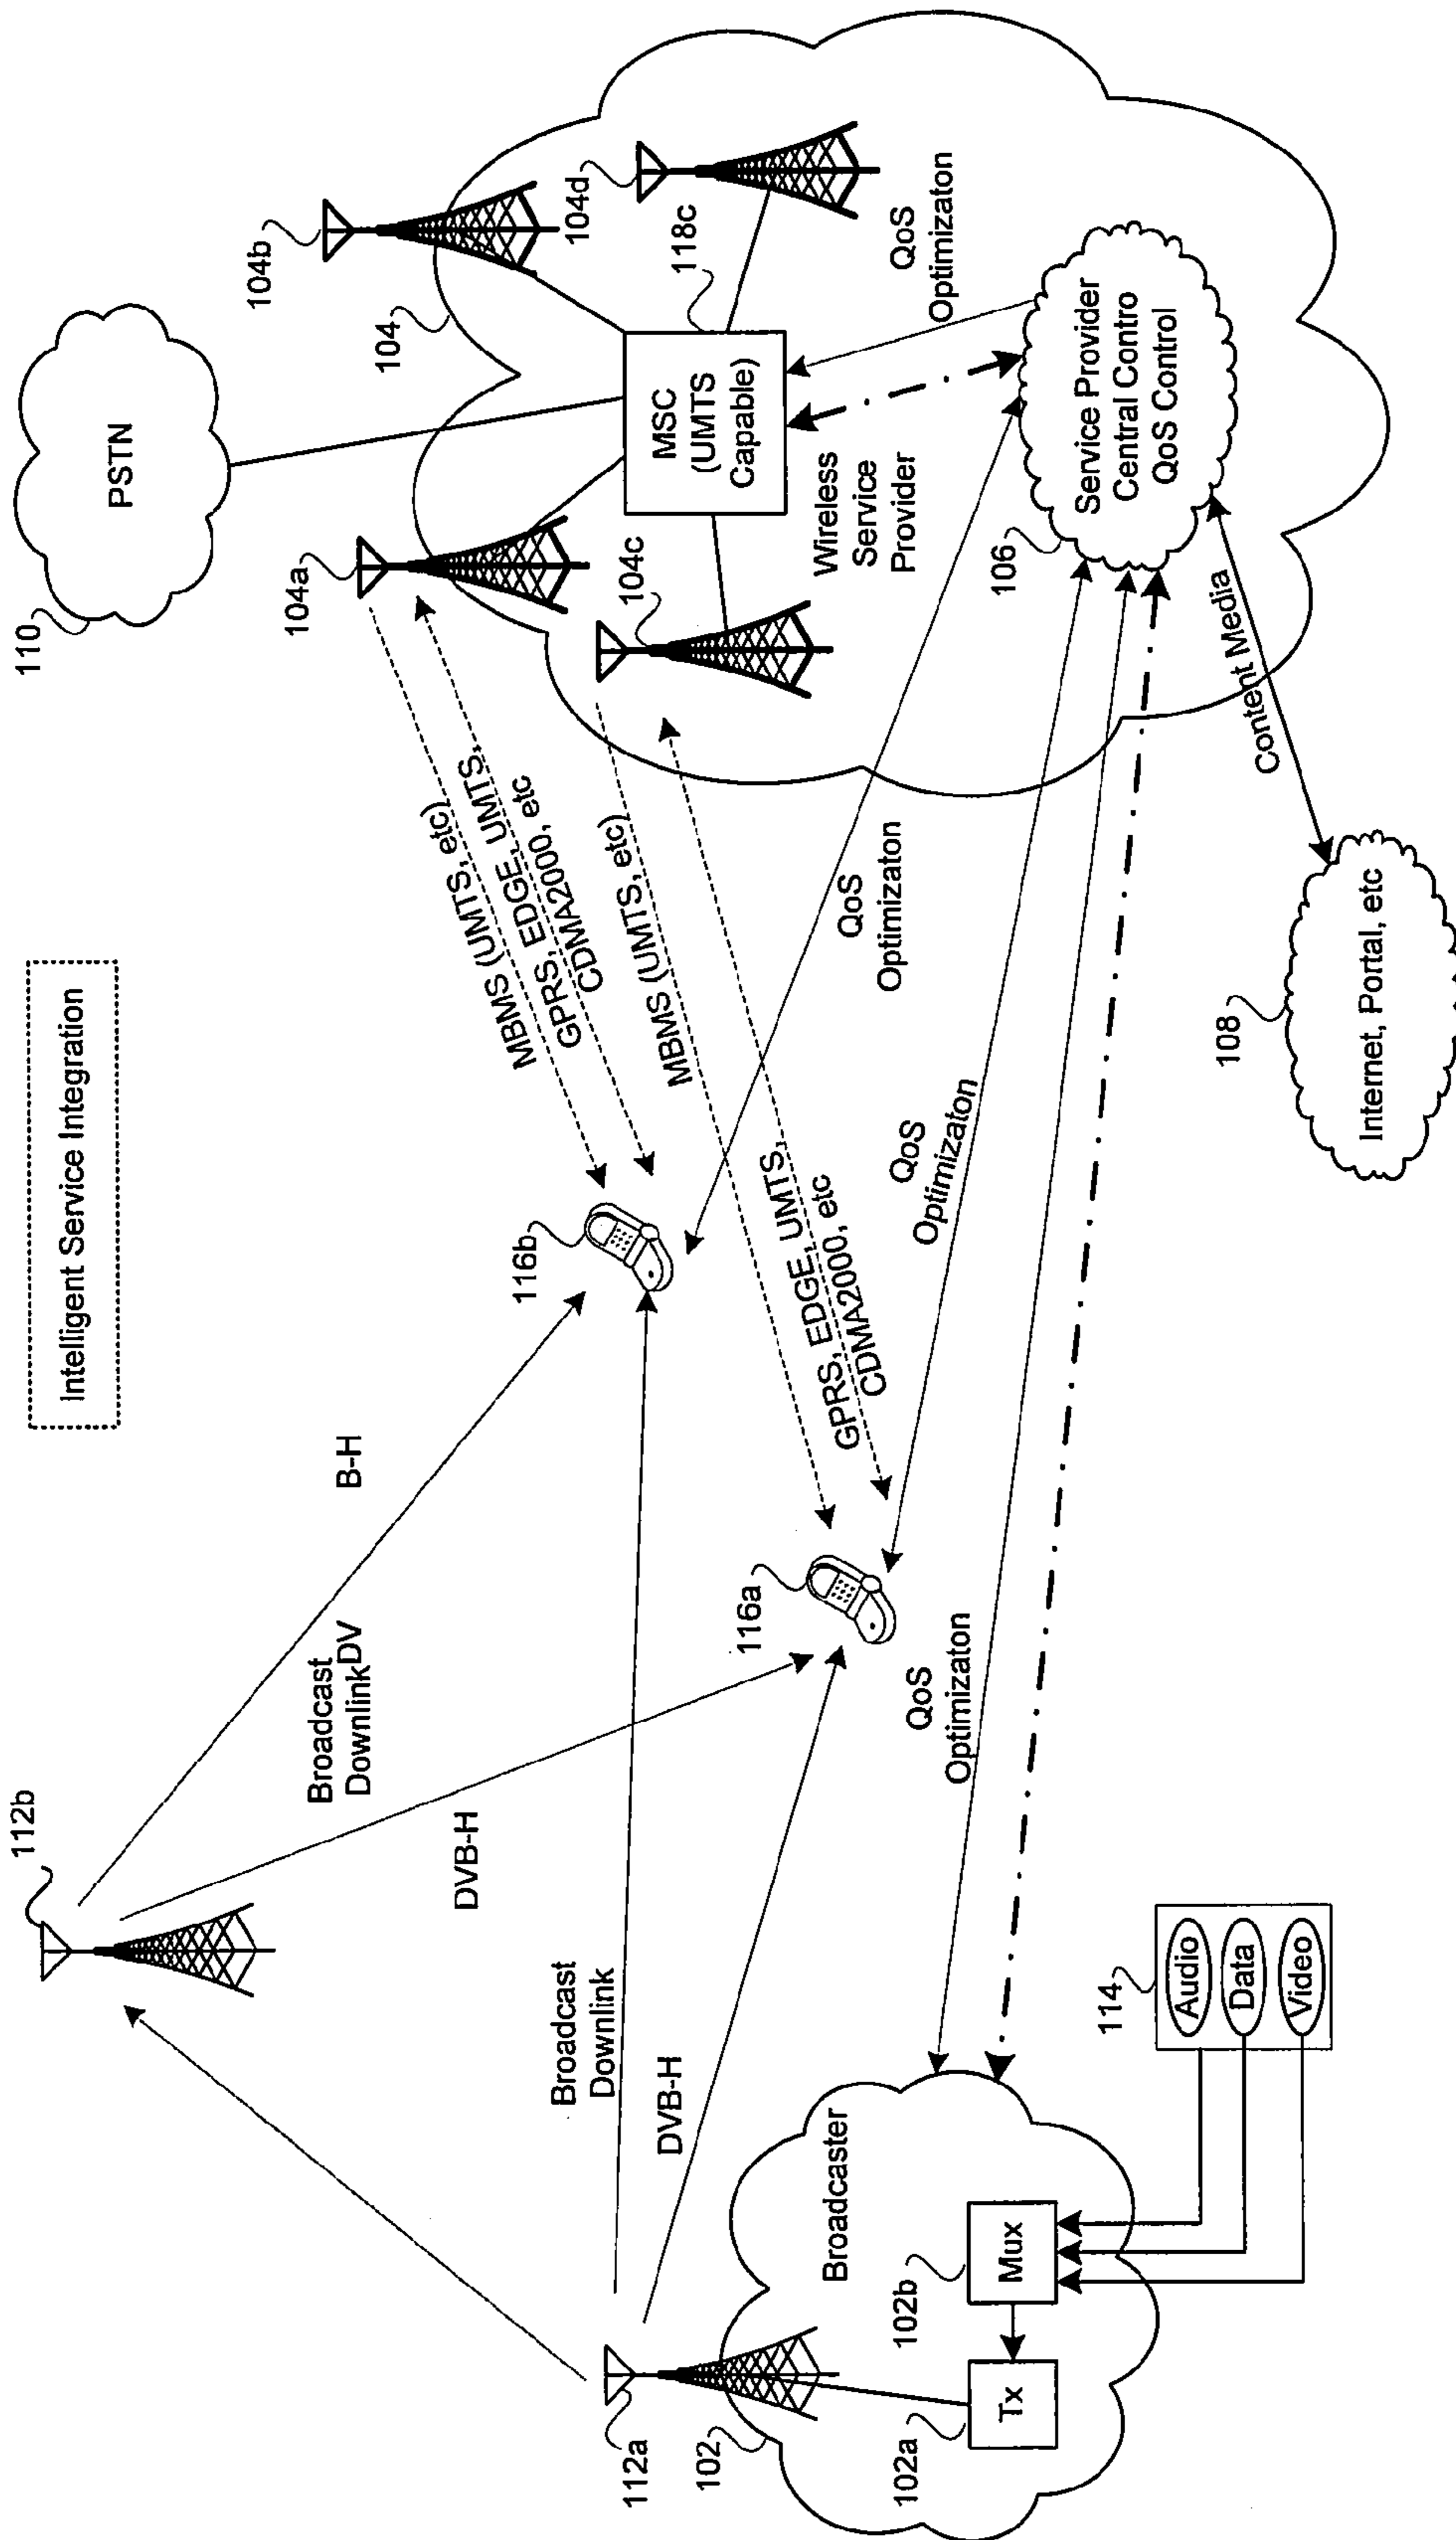 Intelligent Service Integration
112b
110
PSTN
104b
104a
104
104d
104c
118c
MSC
(UMTS
Capable)
Wireless
Service
Provider
QoS
Optimizaton
106
Service Provider
Central Contro
QoS Control
B-H
Broadcast
DownlinkDV
DVB-H
Broadcast
Downlink
DVB-H
116b
116a
MBMS (UMTS, etc)
GPRS, EDGE, UMTS,
CDMA2000, etc
MBMS (UMTS, etc)
GPRS, EDGE, UMTS,
CDMA2000, etc
QoS
Optimizaton
QoS
Optimizaton
QoS
Optimizaton
Content Media
108
Internet, Portal, etc
112a
102
Broadcaster
102a
Tx
102b
Mux
114
Audio
Data
Video